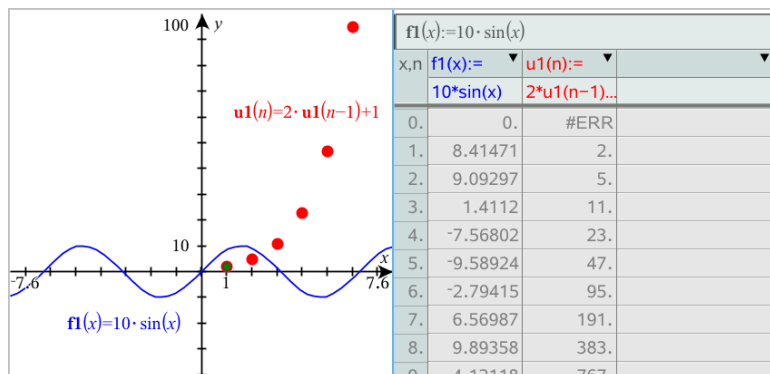 100
y
u1(n)=2·u1(n−1)+1
10
x
-7.6
1
7.6
f1(x)=10·sin(x)
f1(x):=10·sin(x)
x,n f1(x):= ▼ u1(n):= ▼ ▼
10*sin(x) 2*u1(n−1)...
0. 0. #ERR
1. 8.41471 2.
2. 9.09297 5.
3. 1.4112 11.
4. -7.56802 23.
5. -9.58924 47.
6. -2.79415 95.
7. 6.56987 191.
8. 9.89358 383.